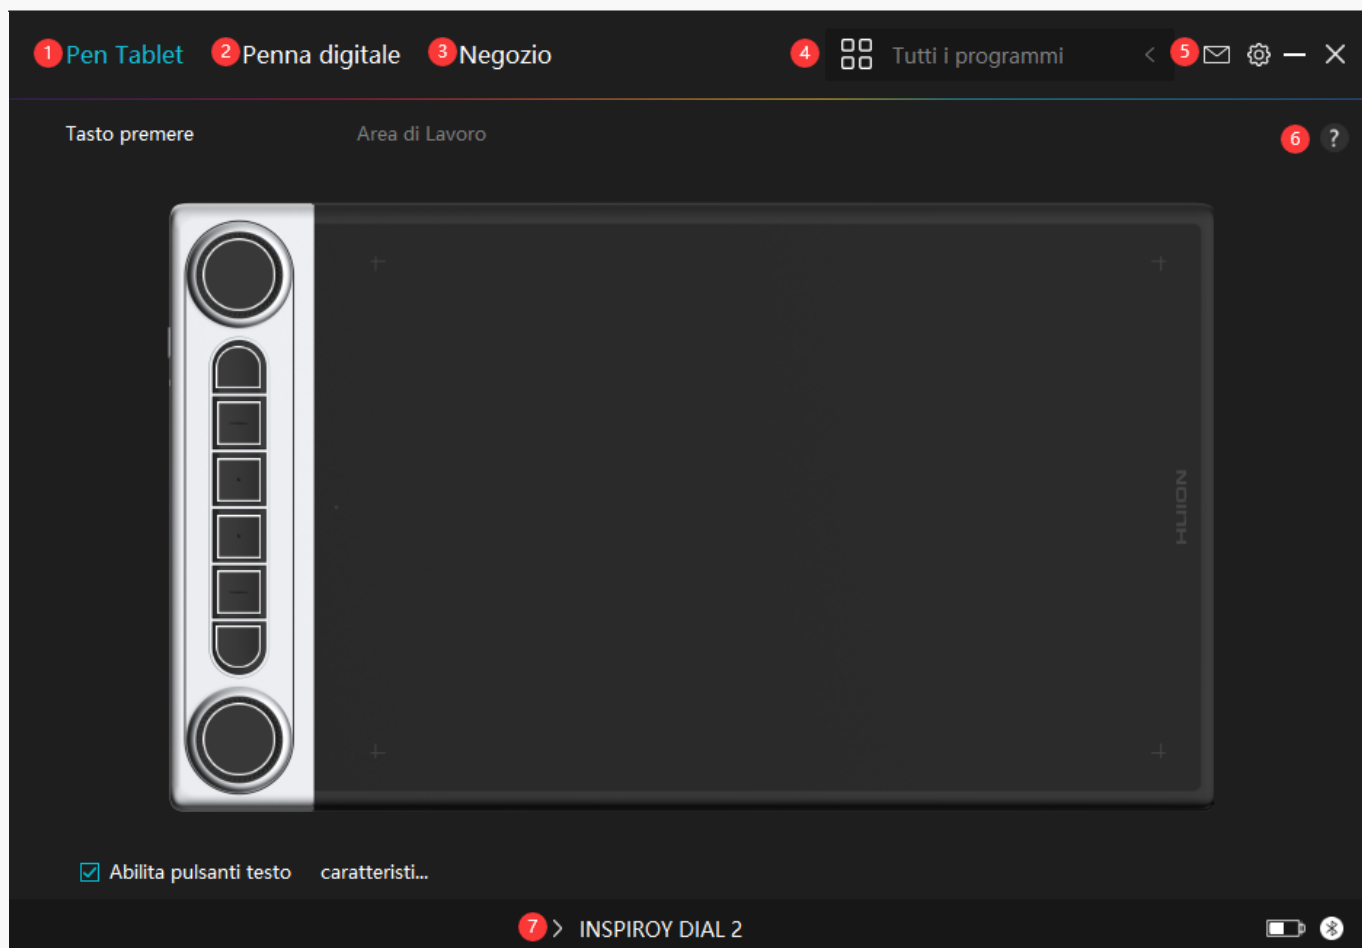 1 Pen Tablet 2 Penna digitale 3 Negozio 4 Tutti i programmi < 5
Tasto premere Area di Lavoro 6 ?
HUION
Abilita pulsanti testo caratteristi...
7 > INSPIROY DIAL 2